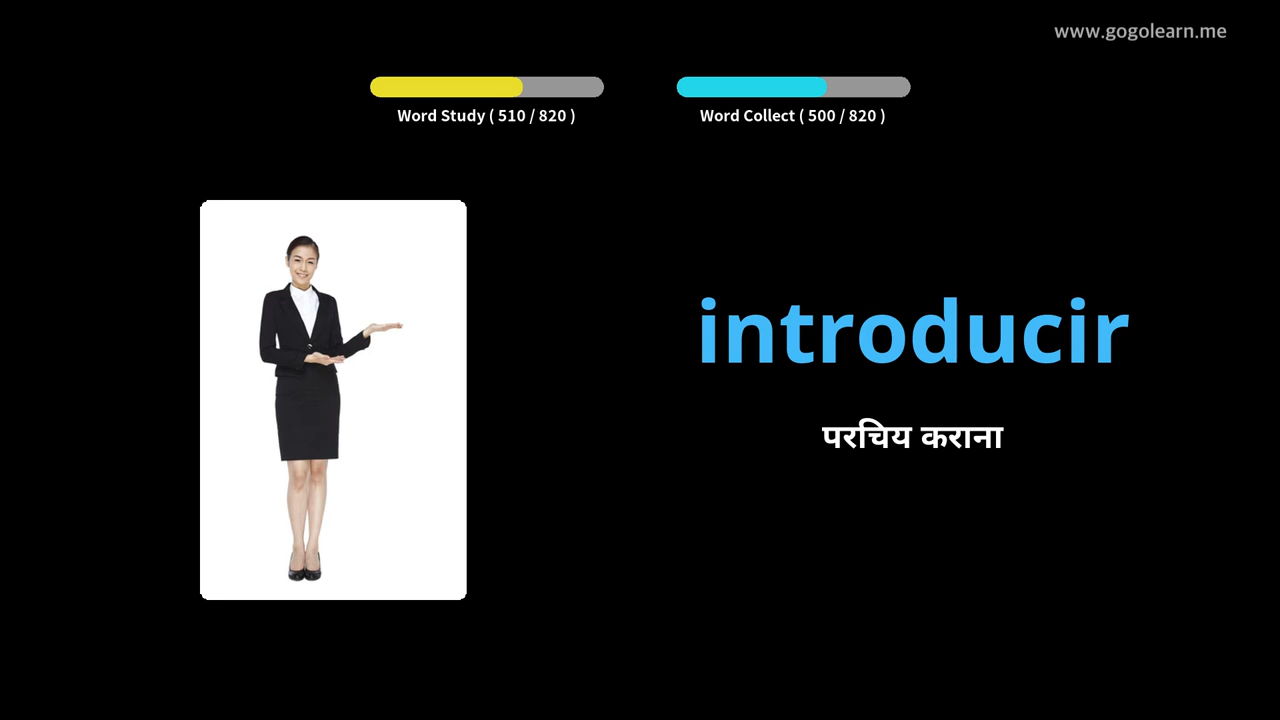 www.gogolearn.me
Word Study ( 510 / 820 )
Word Collect ( 500 / 820 )
introducir
परिचय कराना